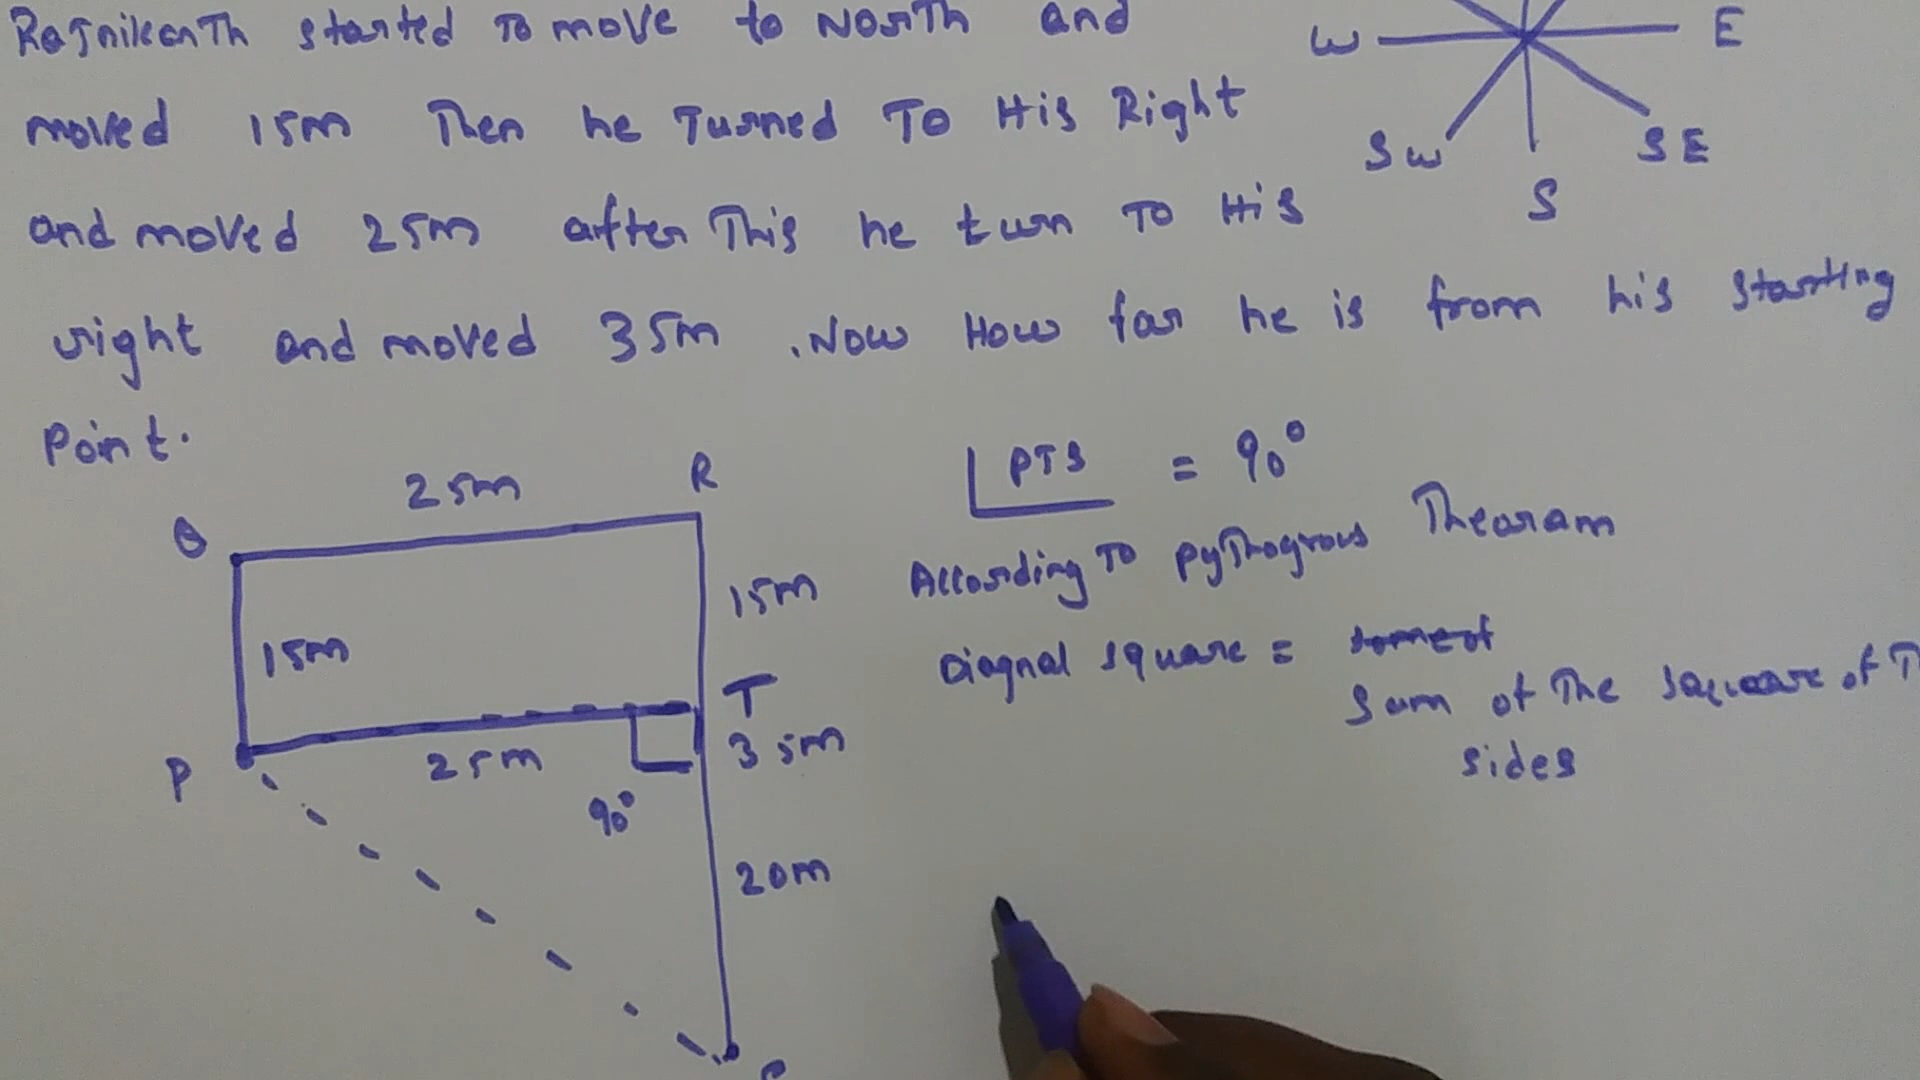 Rajnikanth started to move to North and
moved 15m Then he Turned To His Right
and moved 25m after This he turn To His
right and moved 35m . Now How far he is from his starting
Point.
W E
SW SE
S
Q 25m R
15m 15m
P 25m T
35m
90°
20m
PTS = 90°
According To pythogrous Thearam
Diagnal square = 
Sum of The square of
sides